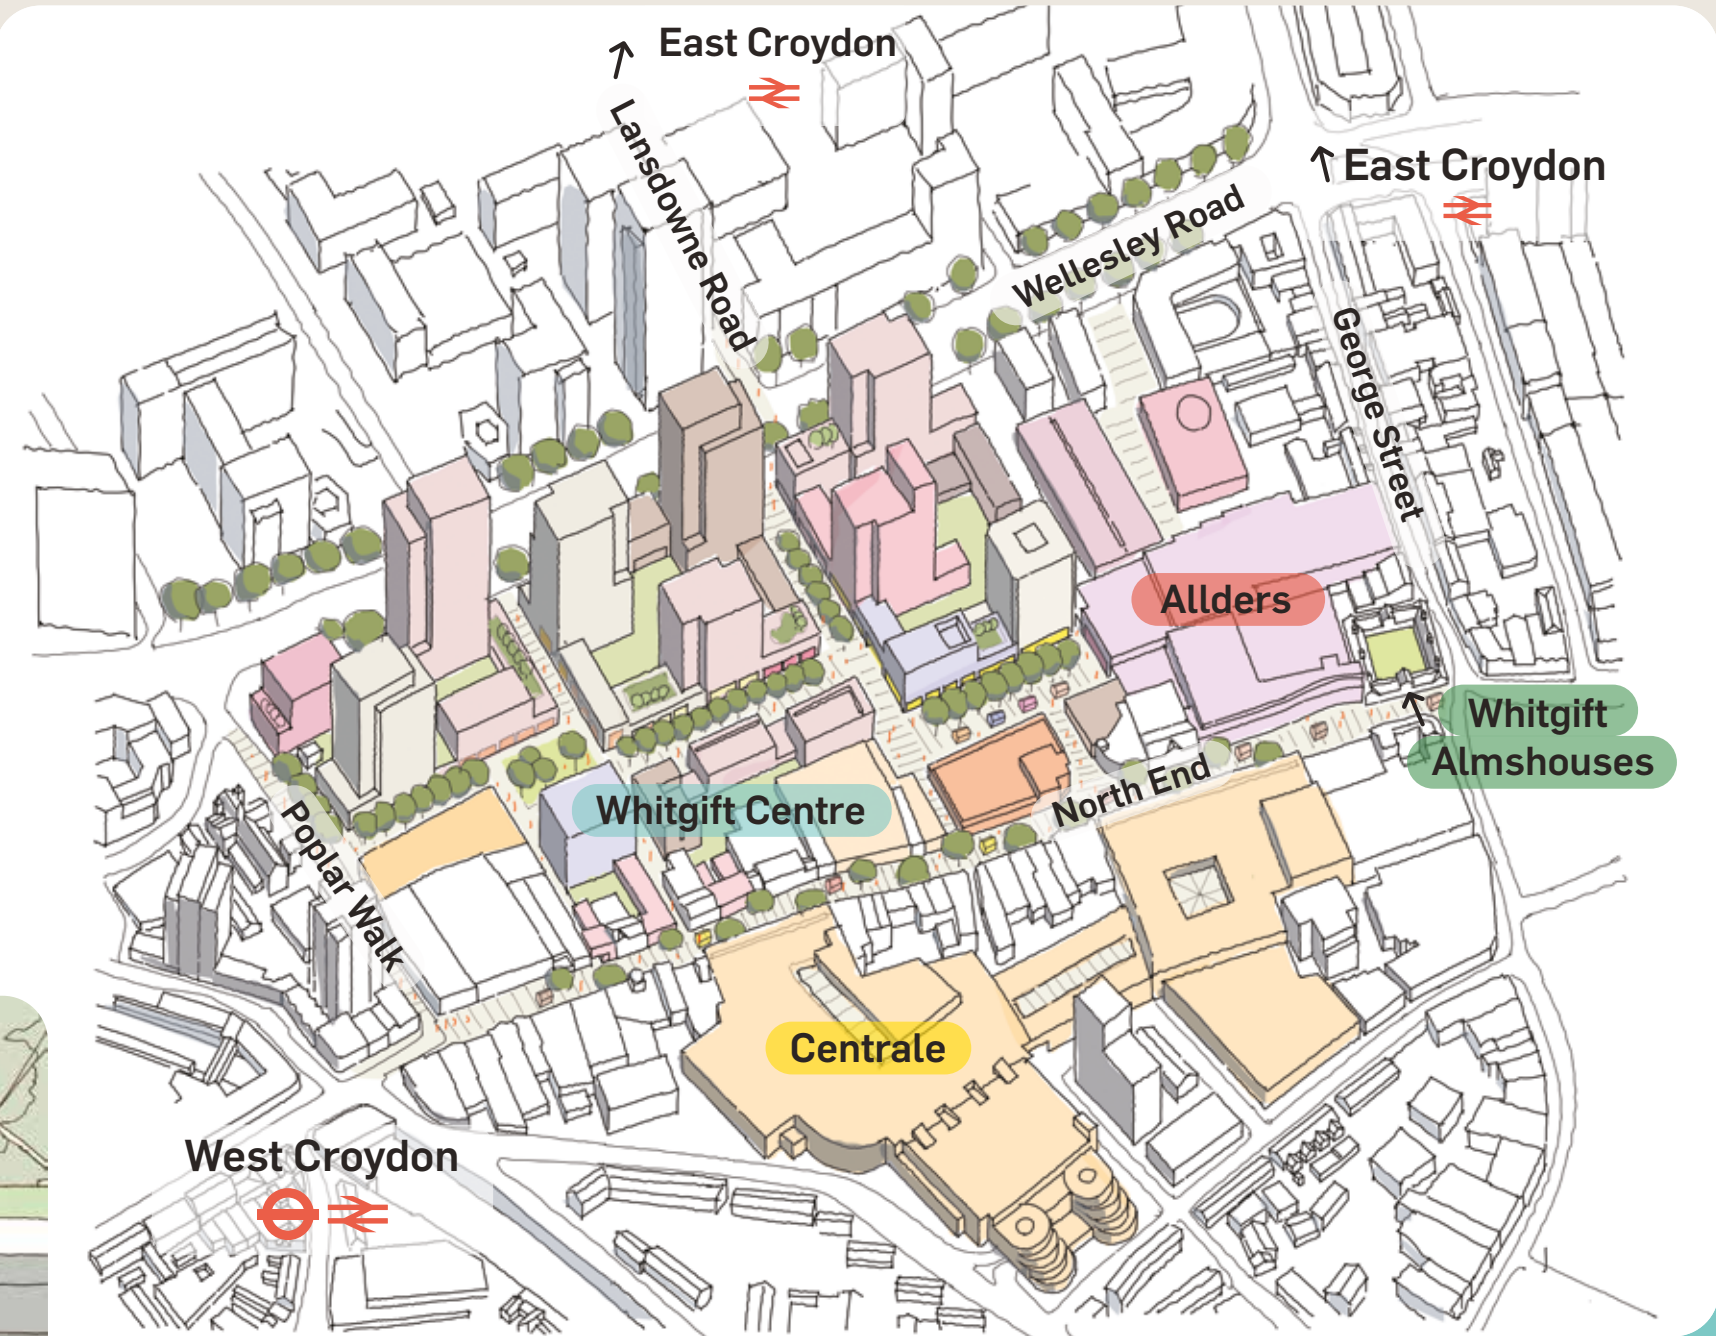 East Croydon
Lansdowne Road
East Croydon
Wellesley Road
George Street
Allders
Whitgift
Almshouses
North End
Whitgift Centre
Poplar Walk
Centrale
West Croydon